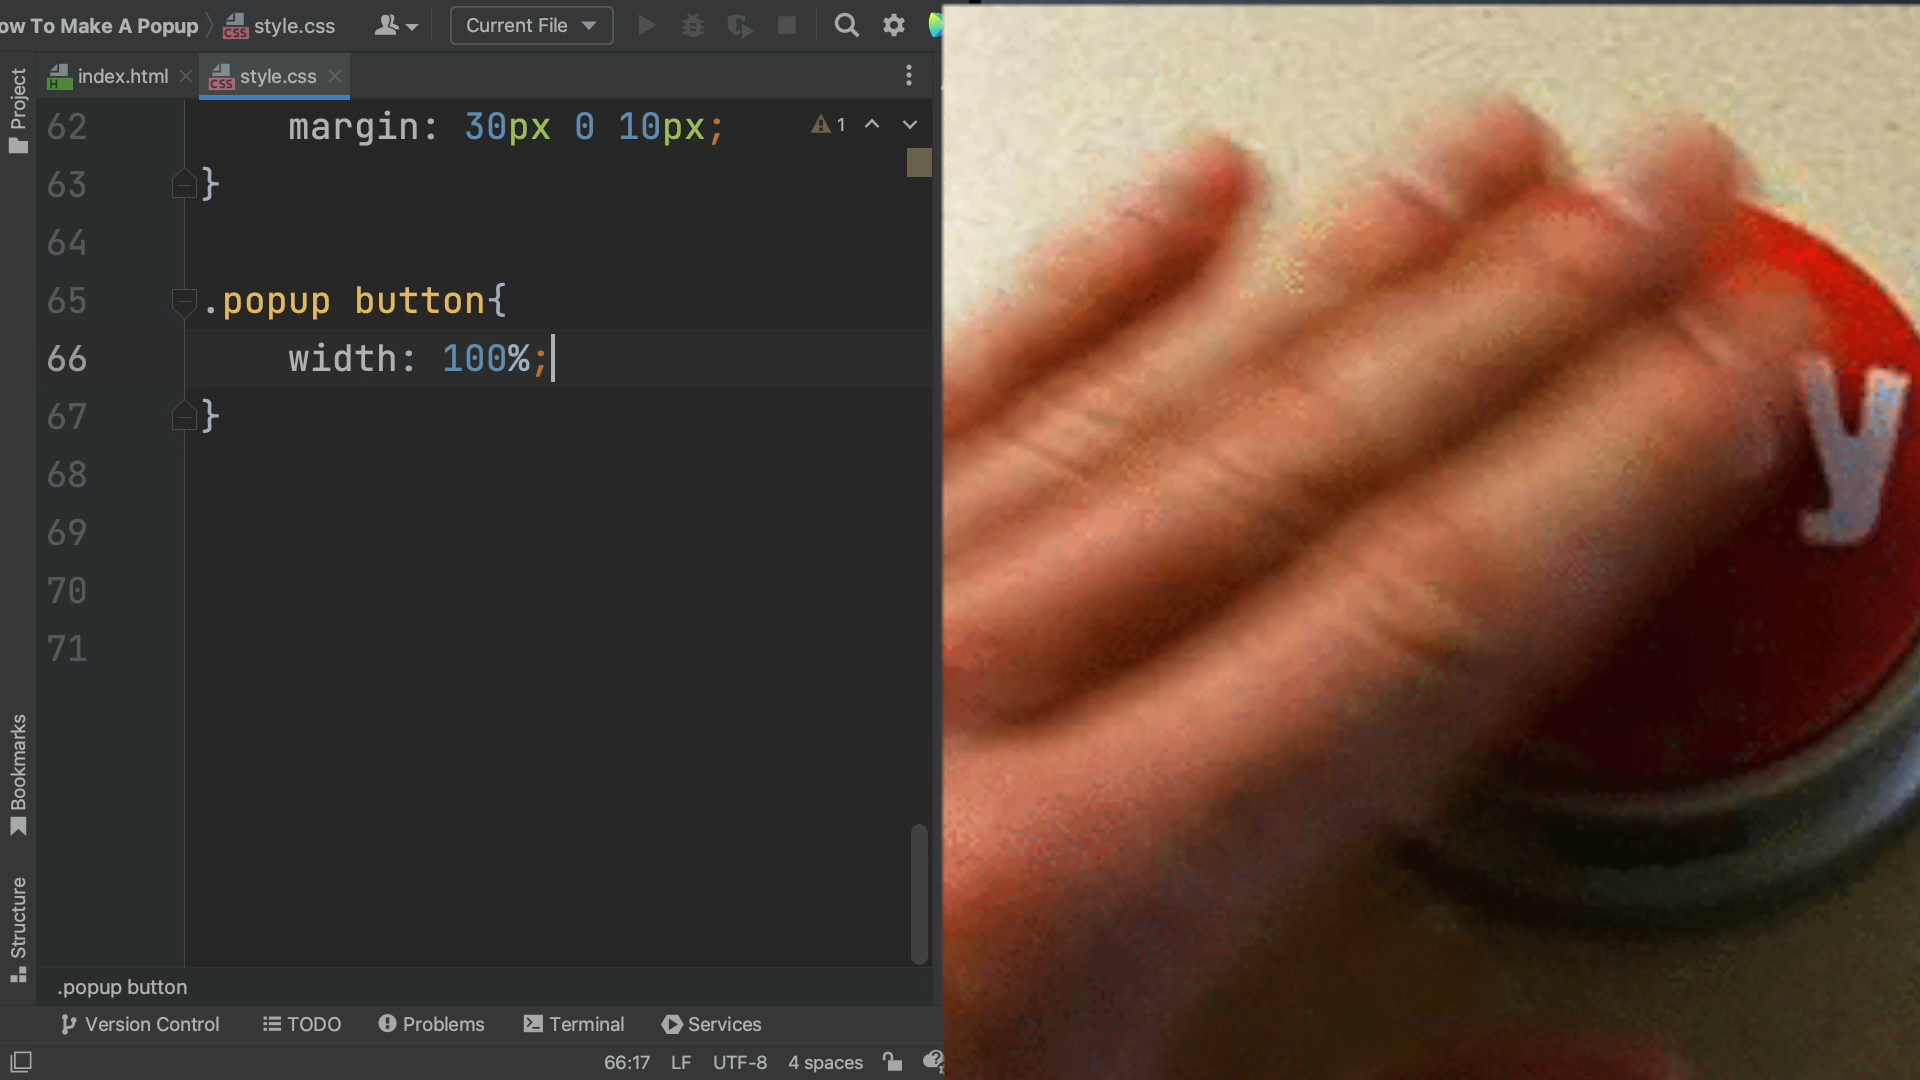 ow To Make A Popup style.css Current File
index.html style.css
Project
62 margin: 30px 0 10px; 1
63 }
64
65 .popup button{
66 width: 100%;
67 }
68
69
70
71
Bookmarks
Structure
.popup button
Version Control TODO Problems Terminal Services
66:17 LF UTF-8 4 spaces
y